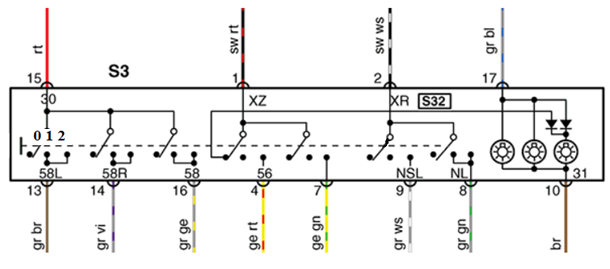 rt
sw rt
sw ws
gr bl
S3
15 1 2 17
30 XZ XR S32
0 1 2
58L 58R 58 56 NSL NL 31
13 14 16 4 7 9 8 10
gr br
gr vi
gr ge
ge rt
ge gn
gr ws
gr gn
br